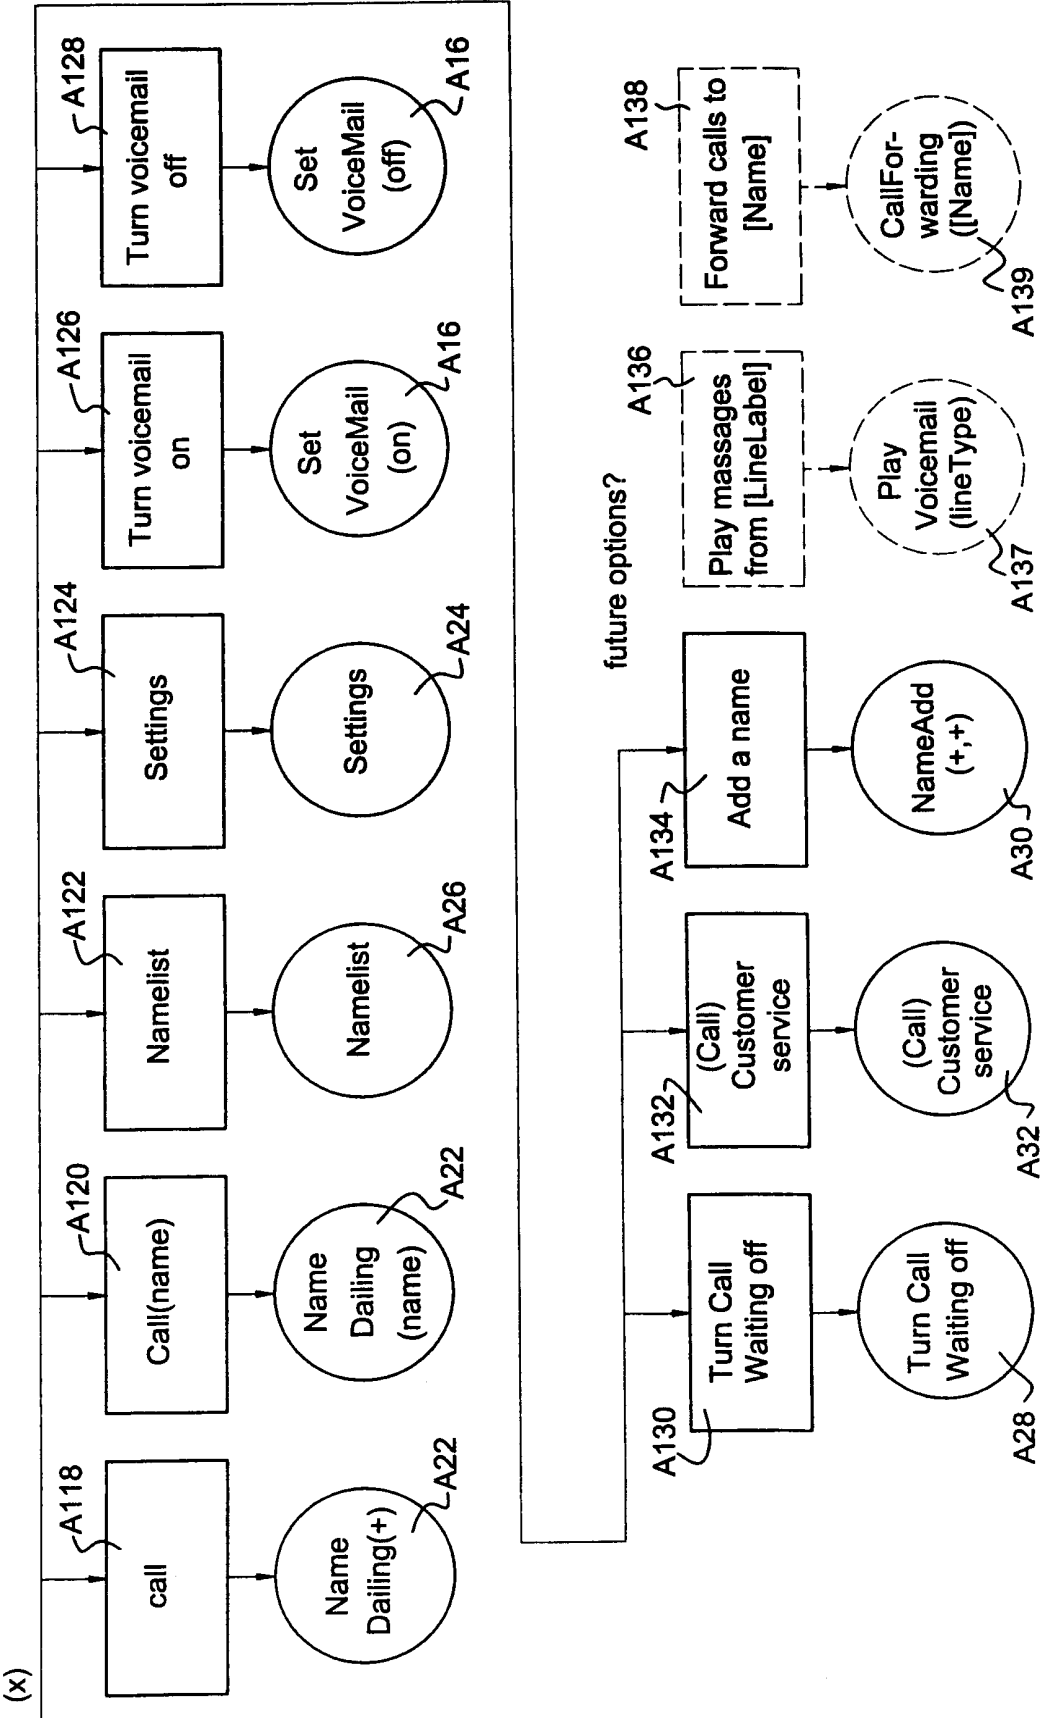 (x)
A118
call
Name
Dailing(+)
A22
A120
Call(name)
Name
Dailing
(name)
A22
A122
Namelist
Namelist
A26
A124
Settings
Settings
A24
A126
Turn voicemail
on
Set
VoiceMail
(on)
A16
A128
Turn voicemail
off
Set
VoiceMail
(off)
A16
A130
Turn Call
Waiting off
Turn Call
Waiting off
A28
A132
(Call)
Customer
service
(Call)
Customer
service
A32
A134
Add a name
NameAdd
(+,+)
A30
future options?
A136
Play massages
from [LineLabel]
Play
Voicemail
(lineType)
A137
A138
Forward calls to
[Name]
CallFor-
warding
([Name])
A139